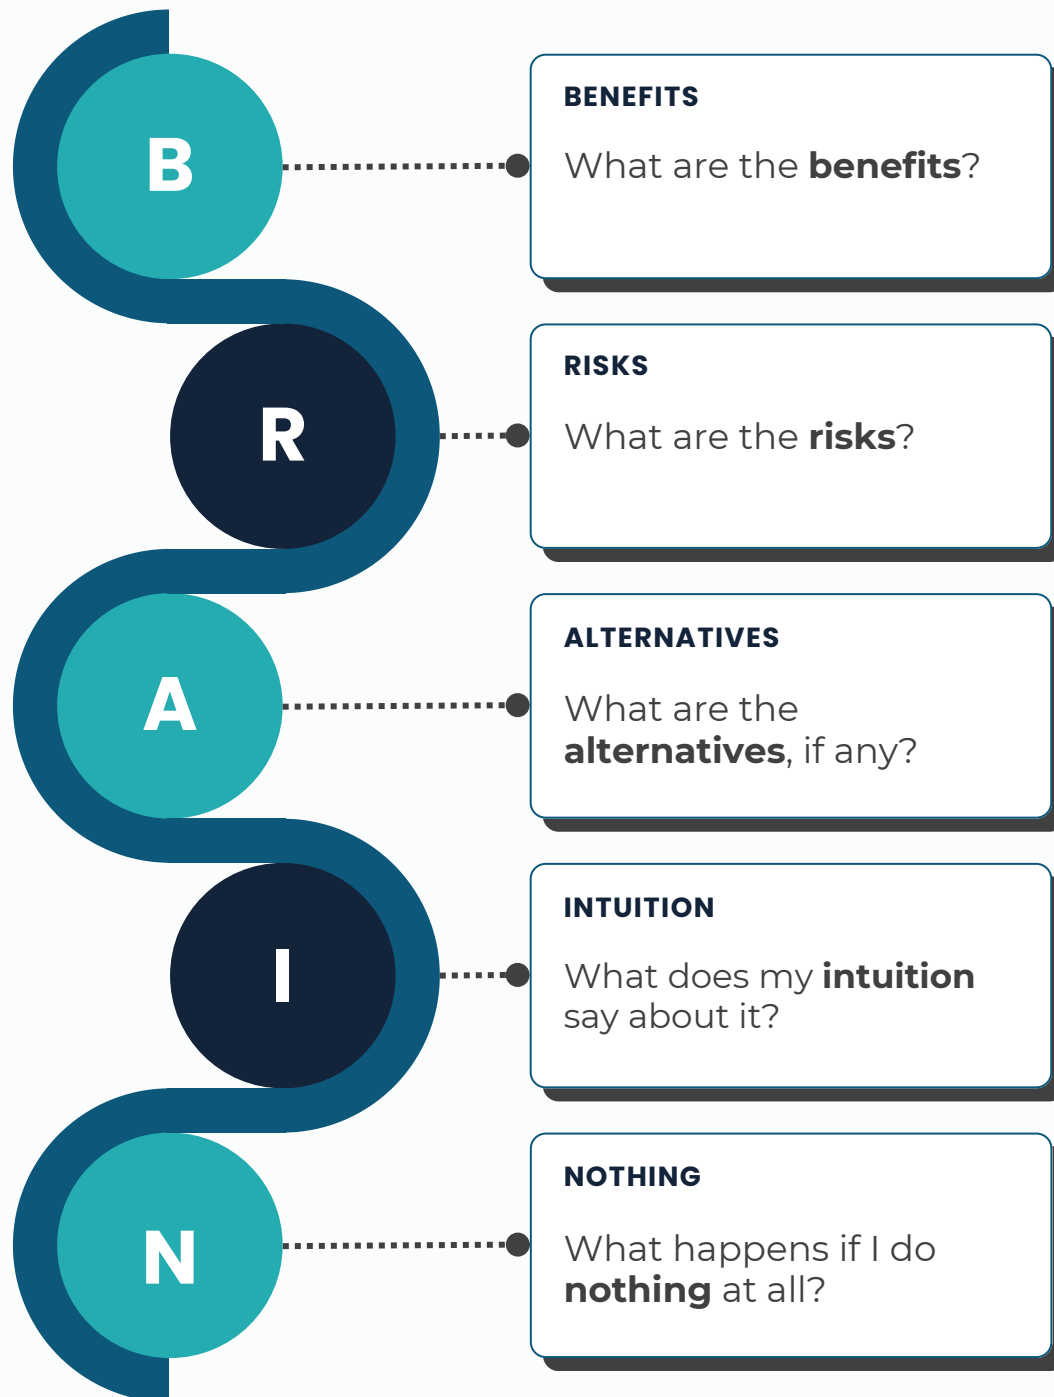 B
BENEFITS
What are the benefits?
R
RISKS
What are the risks?
A
ALTERNATIVES
What are the
alternatives, if any?
I
INTUITION
What does my intuition
say about it?
N
NOTHING
What happens if I do
nothing at all?